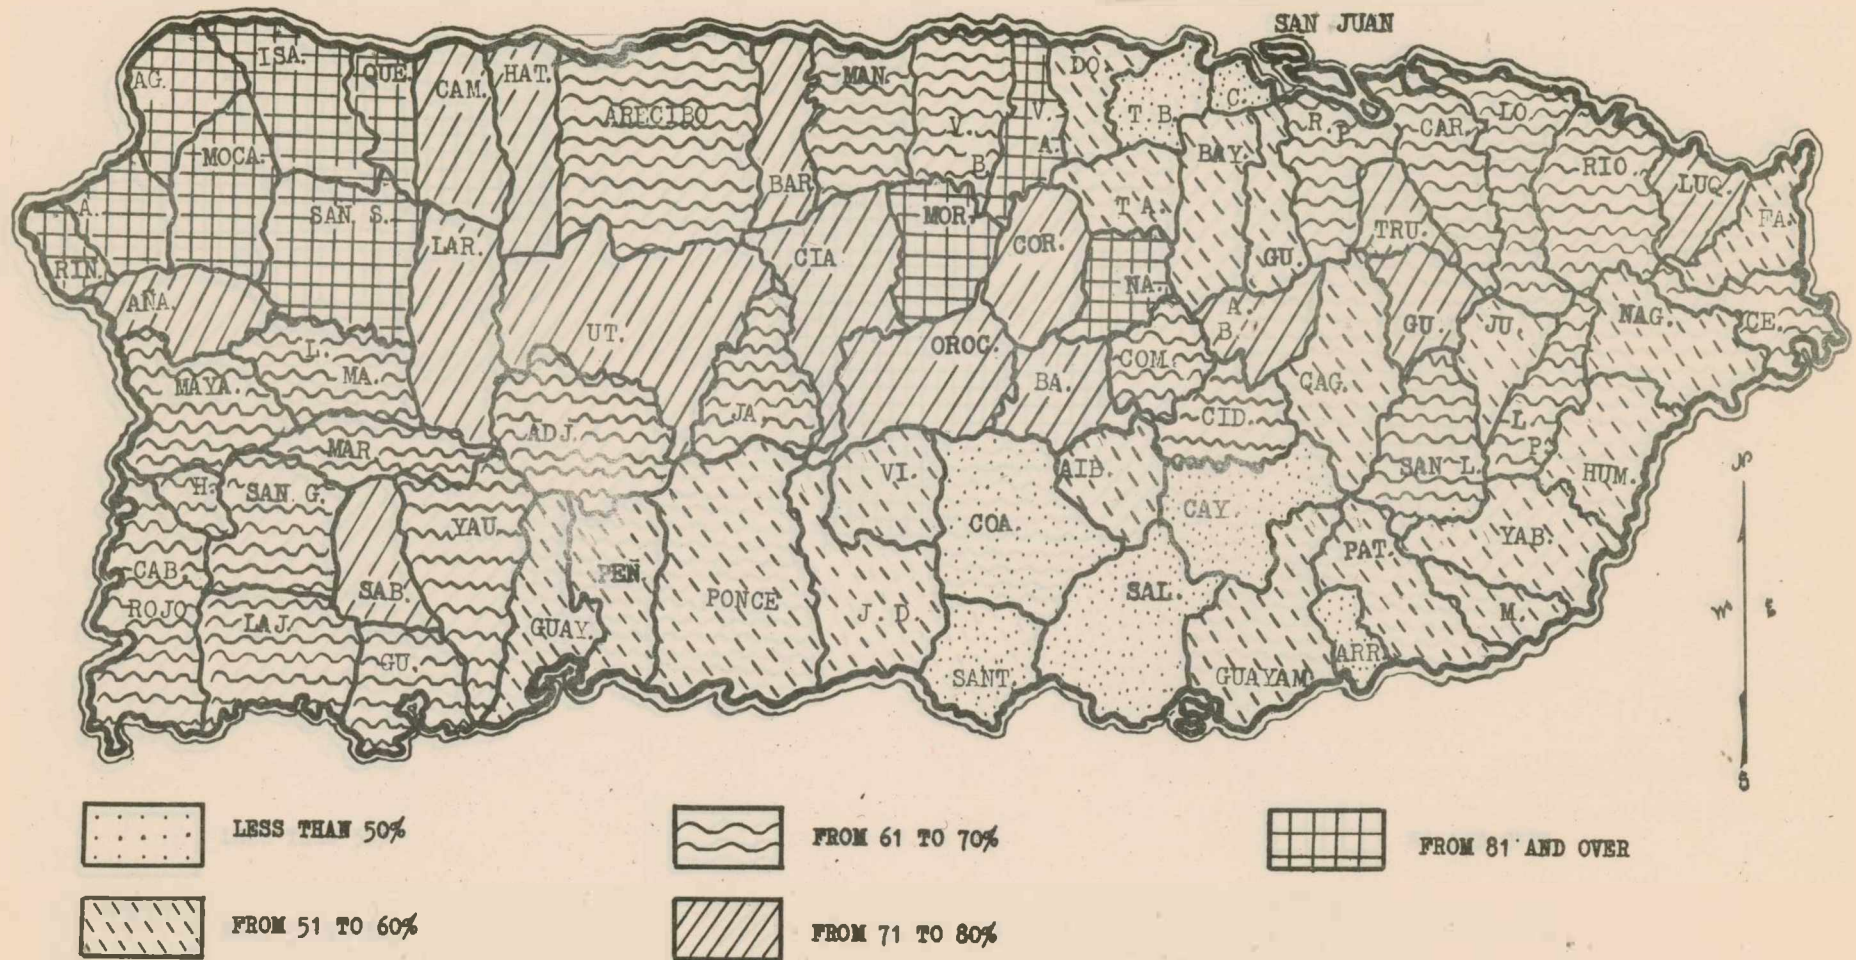 SAN JUAN
ISA.
AG.
QUE.
CAM.
HAT.
ARECIBO
MAN.
V.
B.
V.
A.
DO.
T.B.
C.
R.P.
CAR.
LO.
RIO.
LUQ.
FA.
MOCA.
BAR.
BAY.
A.
SAN S.
MOR.
T A.
RIN.
LAR.
CIA
COR.
NA.
GU.
TRU.
AÑA.
UT.
OROC.
A.
B.
GU.
JU.
NAG.
CE.
L.
MA.
MAYA.
JA.
BA.
COM.
CAG.
ADJ.
CID.
L.
P.
MAR
VI.
AIB.
SAN L.
HUM.
H.
SAN G.
YAU.
COA.
CAY.
PAT.
YAB.
CAB.
ROJO
SAB.
PEÑ
PONCE
J. D.
SAL.
M.
LAJ.
GUAY.
GU.
SANT.
GUAYAM
ARR.
N
E
S
LESS THAN 50%
FROM 61 TO 70%
FROM 81 AND OVER
FROM 51 TO 60%
FROM 71 TO 80%